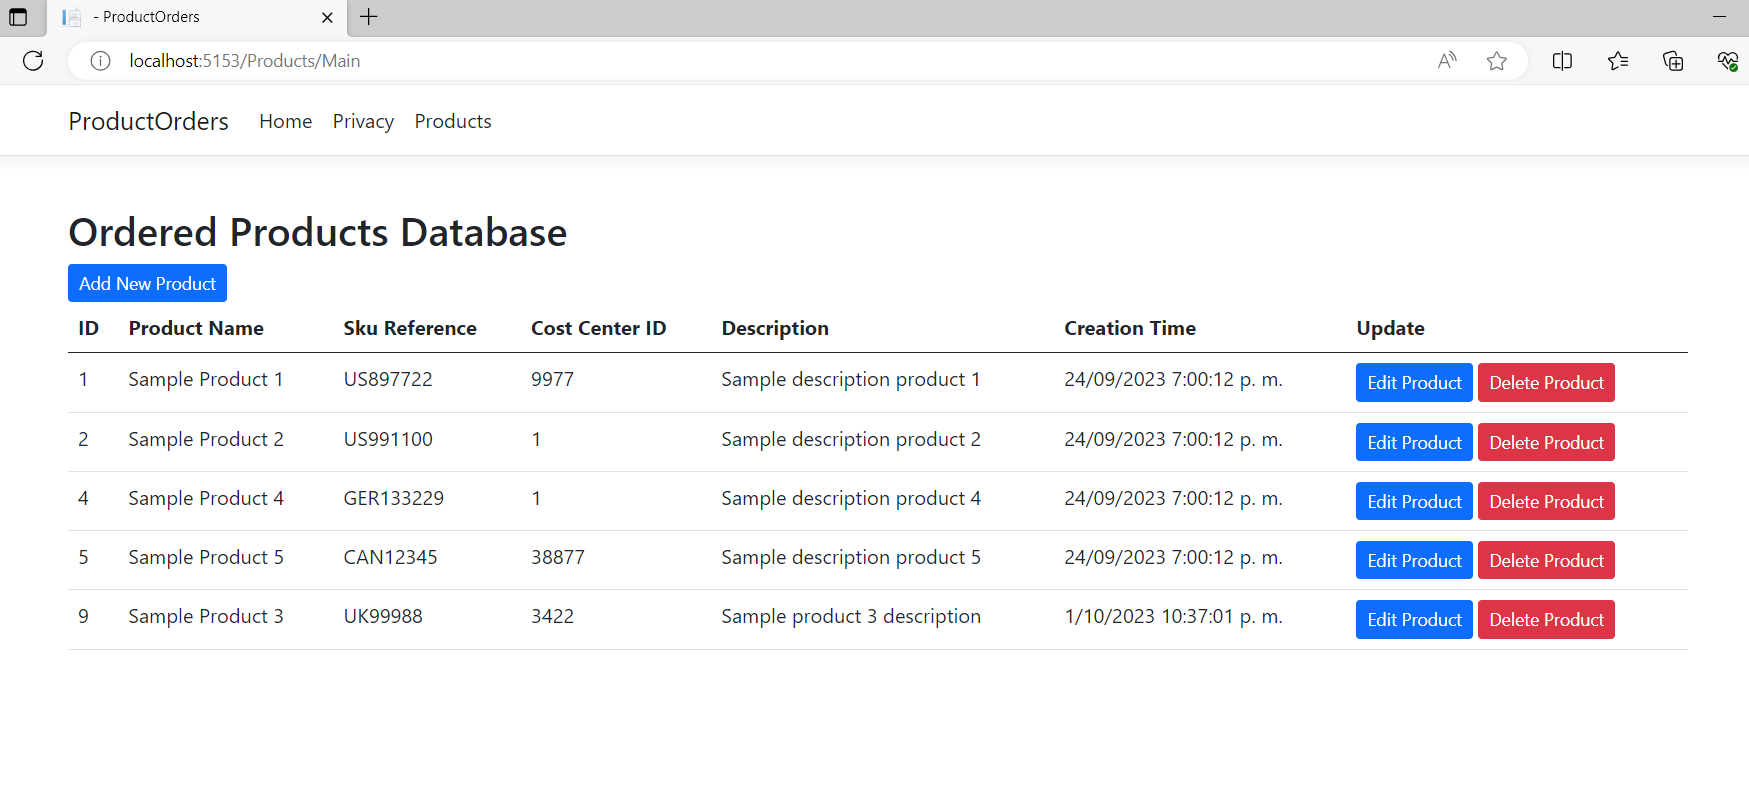 - ProductOrders
localhost:5153/Products/Main
ProductOrders Home Privacy Products
Ordered Products Database
Add New Product
ID Product Name Sku Reference Cost Center ID Description Creation Time Update
1 Sample Product 1 US897722 9977 Sample description product 1 24/09/2023 7:00:12 p. m. Edit Product Delete Product
2 Sample Product 2 US991100 1 Sample description product 2 24/09/2023 7:00:12 p. m. Edit Product Delete Product
4 Sample Product 4 GER133229 1 Sample description product 4 24/09/2023 7:00:12 p. m. Edit Product Delete Product
5 Sample Product 5 CAN12345 38877 Sample description product 5 24/09/2023 7:00:12 p. m. Edit Product Delete Product
9 Sample Product 3 UK99988 3422 Sample product 3 description 1/10/2023 10:37:01 p. m. Edit Product Delete Product